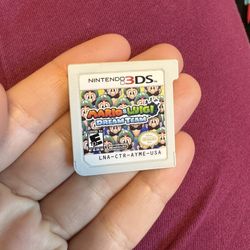 NINTENDO 3DS
MARIO & LUIGI
DREAM TEAM
E
LNA-CTR-AYME-USA